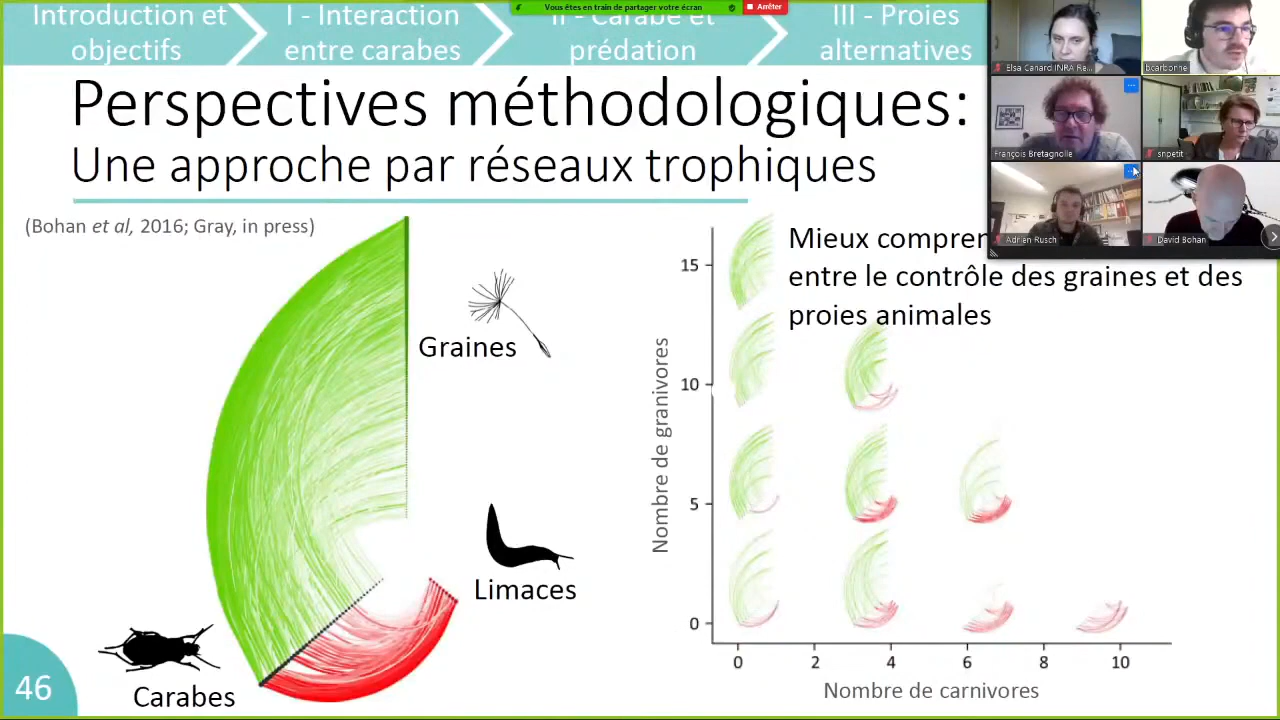 Introduction et
objectifs
I - Interaction
entre carabes
II - Carabe et
prédation
III - Proies
alternatives
Vous êtes en train de partager votre écran
Arrêter
Elsa Canard INRA Re...
bcarbonne
François Bretagnolle
snpetit
Adrien Rusch
David Bohan
Perspectives méthodologiques:
Une approche par réseaux trophiques
(Bohan et al, 2016; Gray, in press)
Graines
Limaces
Carabes
Mieux compren
entre le contrôle des graines et des
proies animales
Nombre de granivores
15
10
5
0
0 2 4 6 8 10
Nombre de carnivores
46